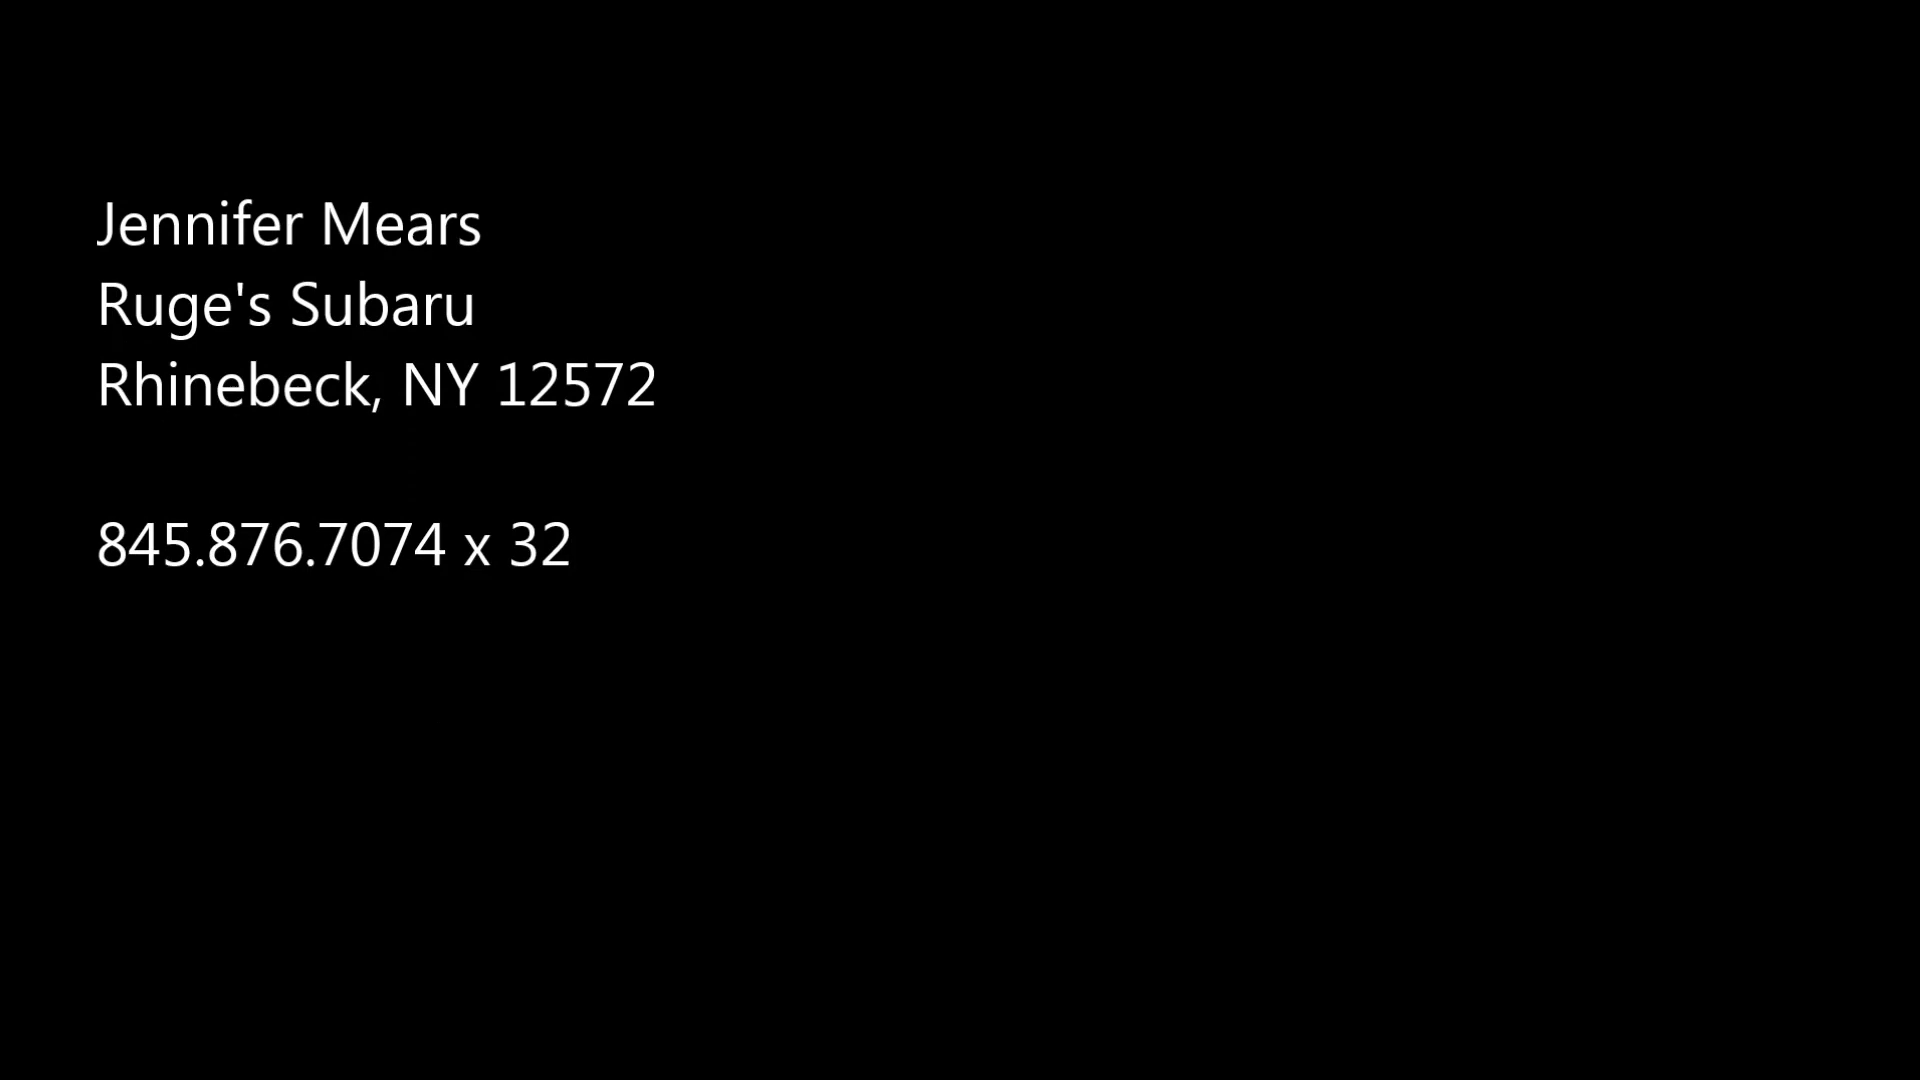 Jennifer Mears
Ruge's Subaru
Rhinebeck, NY 12572
845.876.7074 x 32